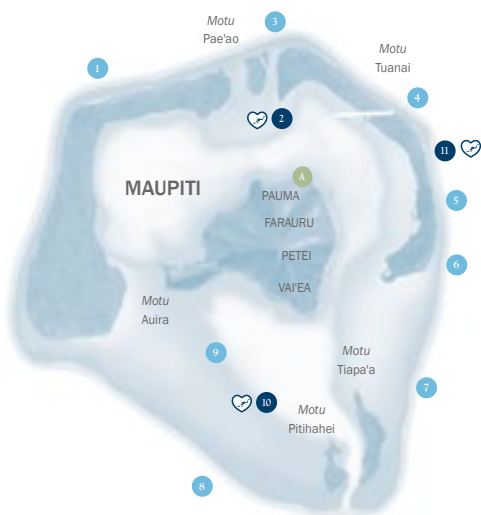 Motu
Pae'ao
3
Motu
Tuanai
1
4
2
11
A
MAUPITI
PAUMA
5
FARAURU
PETEI
6
VAI'EA
Motu
Auira
9
Motu
Tiapa'a
7
10
Motu
Pitihahei
8